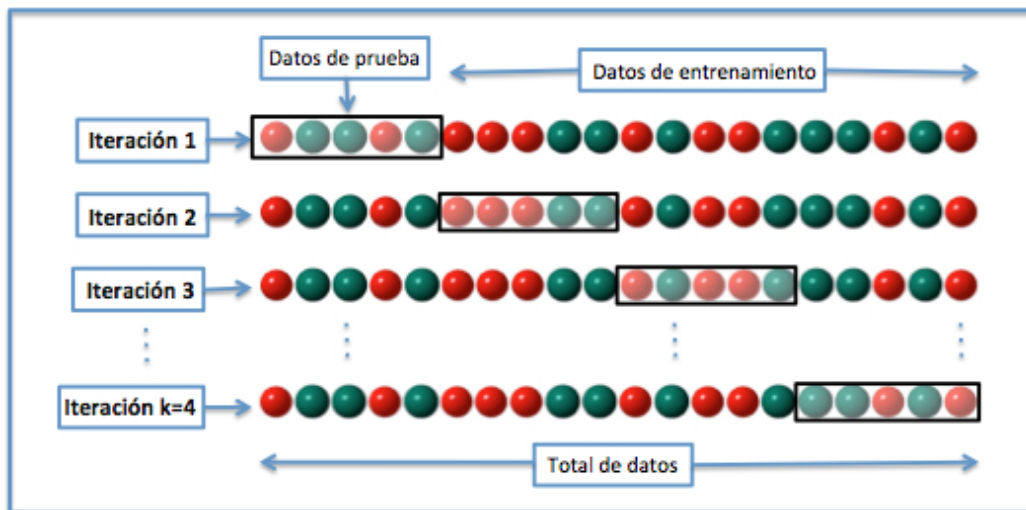 Datos de prueba
Datos de entrenamiento
Iteración 1
Iteración 2
Iteración 3
Iteración k=4
Total de datos